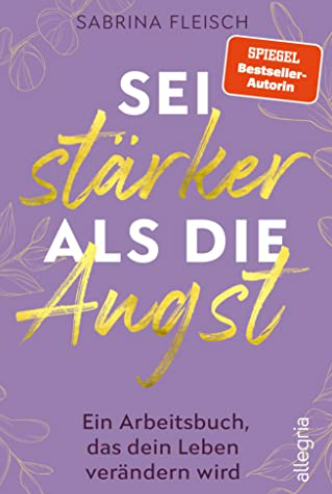 SABRINA FLEISCH
SPIEGEL
Bestseller-
Autorin
SEI
stärker
ALS DIE
Angst
Ein Arbeitsbuch,
das dein Leben
verändern wird
allegria